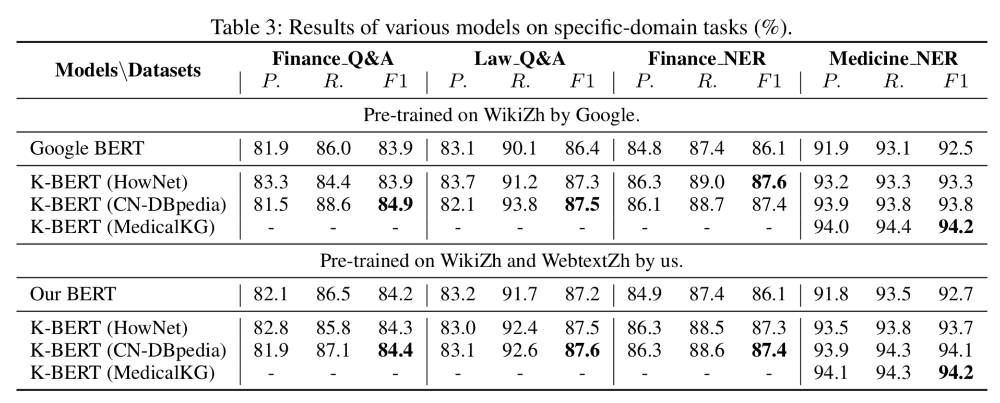 Table 3: Results of various models on specific-domain tasks (%).
Models\Datasets Finance_Q&A Law_Q&A Finance_NER Medicine_NER
P. R. F1 P. R. F1 P. R. F1 P. R. F1
Pre-trained on WikiZh by Google.
Google BERT 81.9 86.0 83.9 83.1 90.1 86.4 84.8 87.4 86.1 91.9 93.1 92.5
K-BERT (HowNet) 83.3 84.4 83.9 83.7 91.2 87.3 86.3 89.0 87.6 93.2 93.3 93.3
K-BERT (CN-DBpedia) 81.5 88.6 84.9 82.1 93.8 87.5 86.1 88.7 87.4 93.9 93.8 93.8
K-BERT (MedicalKG) - - - - - - - - - 94.0 94.4 94.2
Pre-trained on WikiZh and WebtextZh by us.
Our BERT 82.1 86.5 84.2 83.2 91.7 87.2 84.9 87.4 86.1 91.8 93.5 92.7
K-BERT (HowNet) 82.8 85.8 84.3 83.0 92.4 87.5 86.3 88.5 87.3 93.5 93.8 93.7
K-BERT (CN-DBpedia) 81.9 87.1 84.4 83.1 92.6 87.6 86.3 88.6 87.4 93.9 94.3 94.1
K-BERT (MedicalKG) - - - - - - - - - 94.1 94.3 94.2